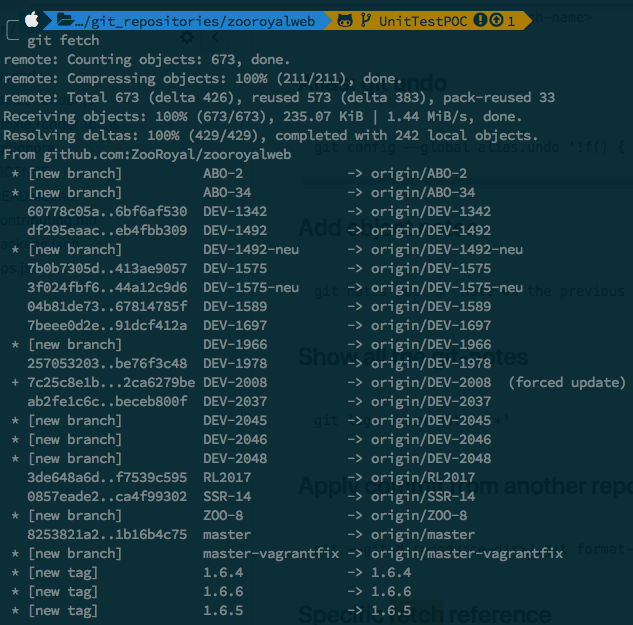 …/git_repositories/zooroyalweb UnitTestPOC 1
git fetch
remote: Counting objects: 673, done.
remote: Compressing objects: 100% (211/211), done.
remote: Total 673 (delta 426), reused 573 (delta 383), pack-reused 33
Receiving objects: 100% (673/673), 235.07 KiB | 1.44 MiB/s, done.
Resolving deltas: 100% (429/429), completed with 242 local objects.
From github.com:ZooRoyal/zooroyalweb
* [new branch] ABO-2 -> origin/ABO-2
* [new branch] ABO-34 -> origin/ABO-34
60778c05a..6bf6af530 DEV-1342 -> origin/DEV-1342
df295eaac..eb4fbb309 DEV-1492 -> origin/DEV-1492
* [new branch] DEV-1492-neu -> origin/DEV-1492-neu
7b0b7305d..413ae9057 DEV-1575 -> origin/DEV-1575
3f024fbf6..44a12c9d6 DEV-1575-neu -> origin/DEV-1575-neu
04b81de73..67814785f DEV-1589 -> origin/DEV-1589
7beee0d2e..91dcf412a DEV-1697 -> origin/DEV-1697
* [new branch] DEV-1966 -> origin/DEV-1966
257053203..be76f3c48 DEV-1978 -> origin/DEV-1978
+ 7c25c8e1b...2ca6279be DEV-2008 -> origin/DEV-2008 (forced update)
ab2fe1c6c..beceb800f DEV-2037 -> origin/DEV-2037
* [new branch] DEV-2045 -> origin/DEV-2045
* [new branch] DEV-2046 -> origin/DEV-2046
* [new branch] DEV-2048 -> origin/DEV-2048
3de648a6d..f7539c595 RL2017 -> origin/RL2017
0857eade2..ca4f99302 SSR-14 -> origin/SSR-14
* [new branch] ZOO-8 -> origin/ZOO-8
8253821a2..1b16b4c75 master -> origin/master
* [new branch] master-vagrantfix -> origin/master-vagrantfix
* [new tag] 1.6.4 -> 1.6.4
* [new tag] 1.6.6 -> 1.6.6
* [new tag] 1.6.5 -> 1.6.5